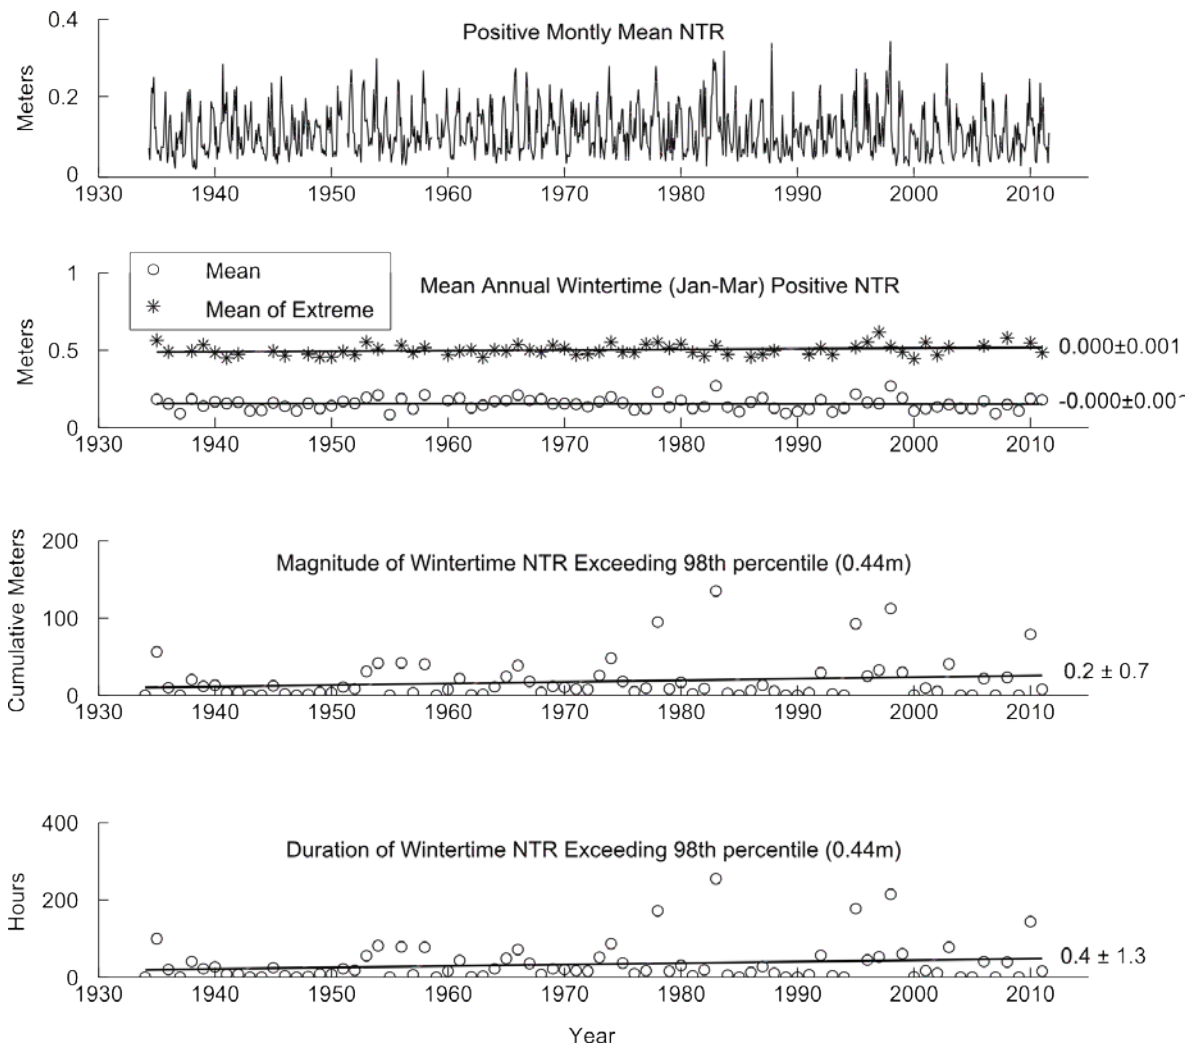 Positive Montly Mean NTR
0.4
0.2
0
Meters
1930 1940 1950 1960 1970 1980 1990 2000 2010
Mean
Mean of Extreme
Mean Annual Wintertime (Jan-Mar) Positive NTR
1
0.5
0
Meters
0.000±0.001
-0.000±0.001
1930 1940 1950 1960 1970 1980 1990 2000 2010
Magnitude of Wintertime NTR Exceeding 98th percentile (0.44m)
200
100
0
Cumulative Meters
0.2 ± 0.7
1930 1940 1950 1960 1970 1980 1990 2000 2010
Duration of Wintertime NTR Exceeding 98th percentile (0.44m)
400
200
0
Hours
0.4 ± 1.3
1930 1940 1950 1960 1970 1980 1990 2000 2010
Year